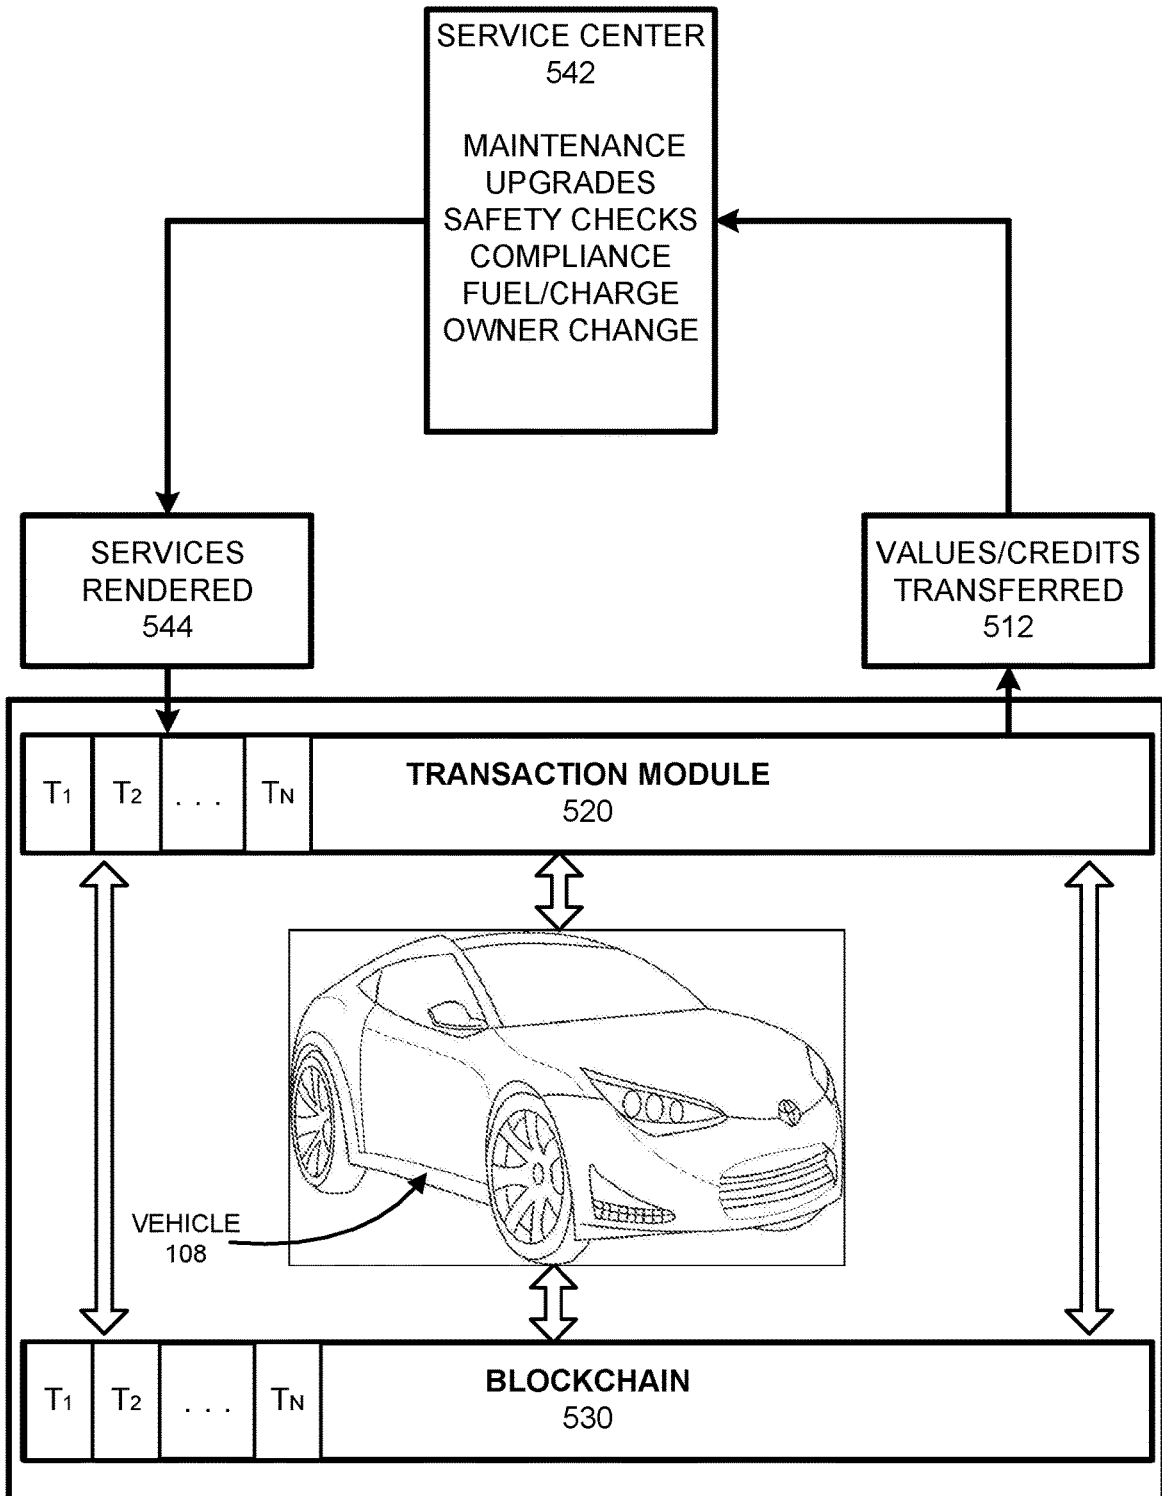 SERVICE CENTER
542
MAINTENANCE
UPGRADES
SAFETY CHECKS
COMPLIANCE
FUEL/CHARGE
OWNER CHANGE
SERVICES
RENDERED
544
VALUES/CREDITS
TRANSFERRED
512
T1 T2 . . . TN
TRANSACTION MODULE
520
VEHICLE
108
T1 T2 . . . TN
BLOCKCHAIN
530